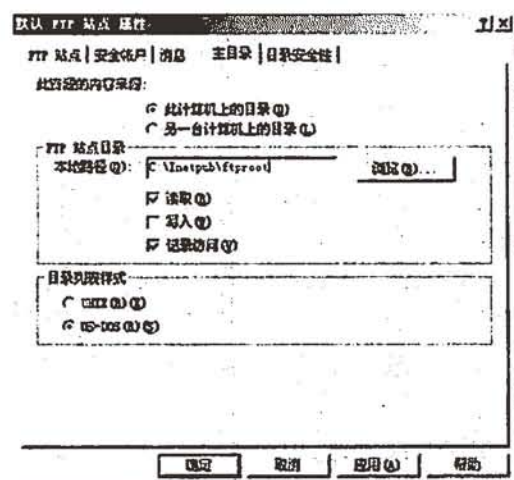 默认 FTP 站点 属性
? ×
FTP 站点 安全帐户 消息 主目录 目录安全性
此资源的内容来源:
此计算机上的目录(D)
另一台计算机上的目录(L)
FTP 站点目录
本地路径(O): C:\Inetpub\ftproot 浏览(B)...
读取(R)
写入(W)
记录访问(V)
目录列表样式
UNIX(R)(U)
MS-DOS(R)(S)
确定 取消 应用(A) 帮助